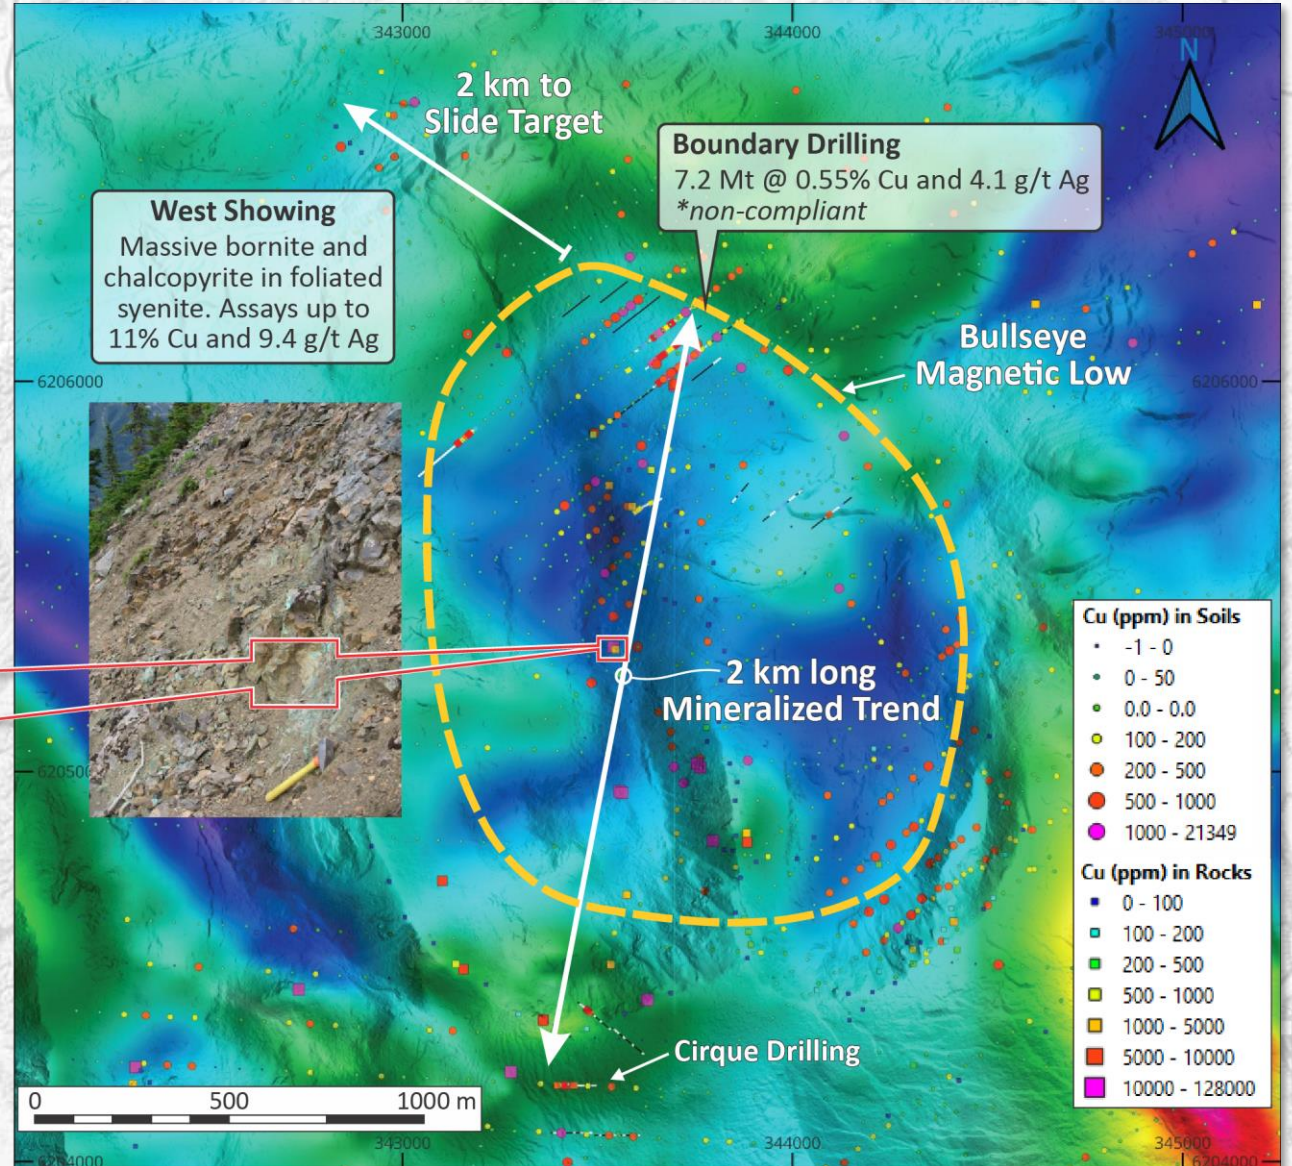 343000
344000
345000
N
2 km to
Slide Target
Boundary Drilling
7.2 Mt @ 0.55% Cu and 4.1 g/t Ag
*non-compliant
West Showing
Massive bornite and
chalcopyrite in foliated
syenite. Assays up to
11% Cu and 9.4 g/t Ag
Bullseye
Magnetic Low
6206000
6206000
2 km long
Mineralized Trend
Cu (ppm) in Soils
-1 - 0
0 - 50
0.0 - 0.0
100 - 200
200 - 500
500 - 1000
1000 - 21349
Cu (ppm) in Rocks
0 - 100
100 - 200
200 - 500
500 - 1000
1000 - 5000
5000 - 10000
10000 - 128000
Cirque Drilling
0 500 1000 m
343000
344000
345000
6204000
6204000